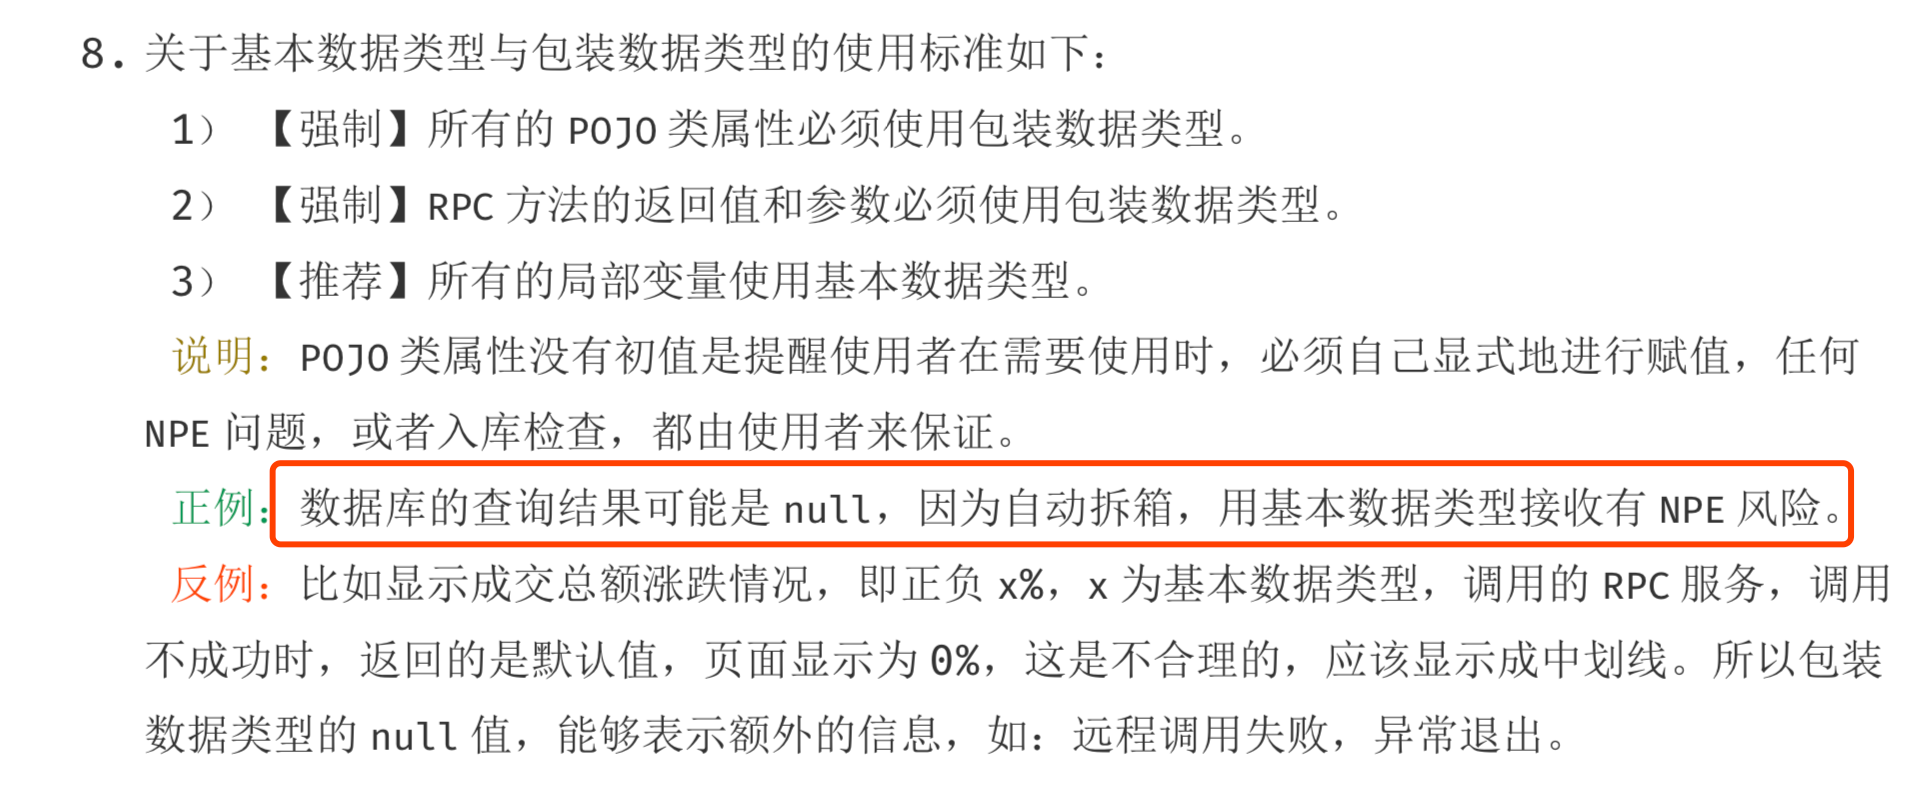 8. 关于基本数据类型与包装数据类型的使用标准如下：
1） 【强制】所有的 POJO 类属性必须使用包装数据类型。
2） 【强制】RPC 方法的返回值和参数必须使用包装数据类型。
3） 【推荐】所有的局部变量使用基本数据类型。
说明：POJO 类属性没有初值是提醒使用者在需要使用时，必须自己显式地进行赋值，任何
NPE 问题，或者入库检查，都由使用者来保证。
正例：数据库的查询结果可能是 null，因为自动拆箱，用基本数据类型接收有 NPE 风险。
反例：比如显示成交总额涨跌情况，即正负 x%，x 为基本数据类型，调用的 RPC 服务，调用
不成功时，返回的是默认值，页面显示为 0%，这是不合理的，应该显示成中划线。所以包装
数据类型的 null 值，能够表示额外的信息，如：远程调用失败，异常退出。